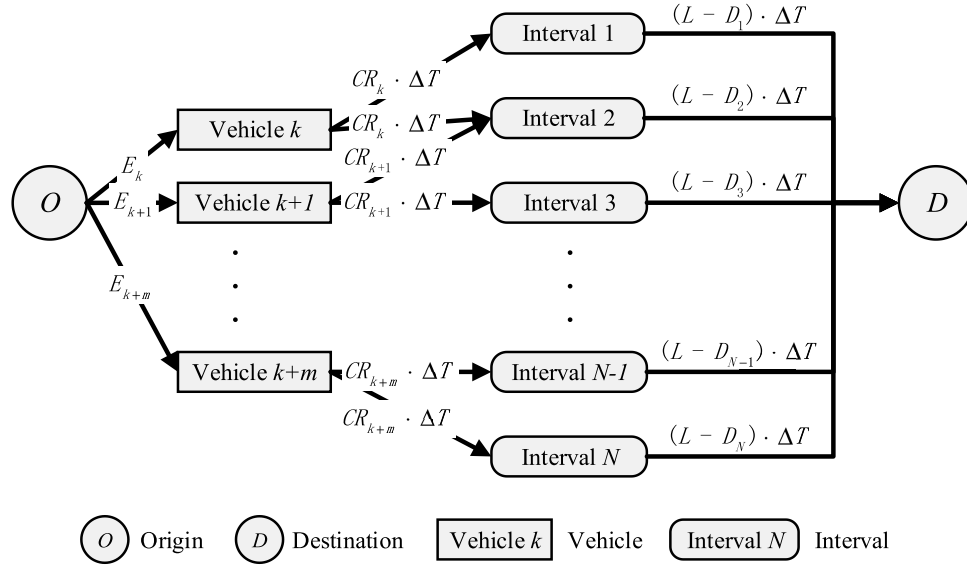 Interval 1
(L - D₁) · ΔT
CRₖ · ΔT
Vehicle k
CRₖ · ΔT
Interval 2
(L - D₂) · ΔT
Eₖ
CRₖ₊₁ · ΔT
O
Eₖ₊₁
Vehicle k+1
CRₖ₊₁ · ΔT
Interval 3
(L - D₃) · ΔT
D
Eₖ₊ₘ
Vehicle k+m
CRₖ₊ₘ · ΔT
Interval N-1
(L - D_{N-1}) · ΔT
CRₖ₊ₘ · ΔT
Interval N
(L - D_N) · ΔT
O Origin D Destination Vehicle k Vehicle Interval N Interval